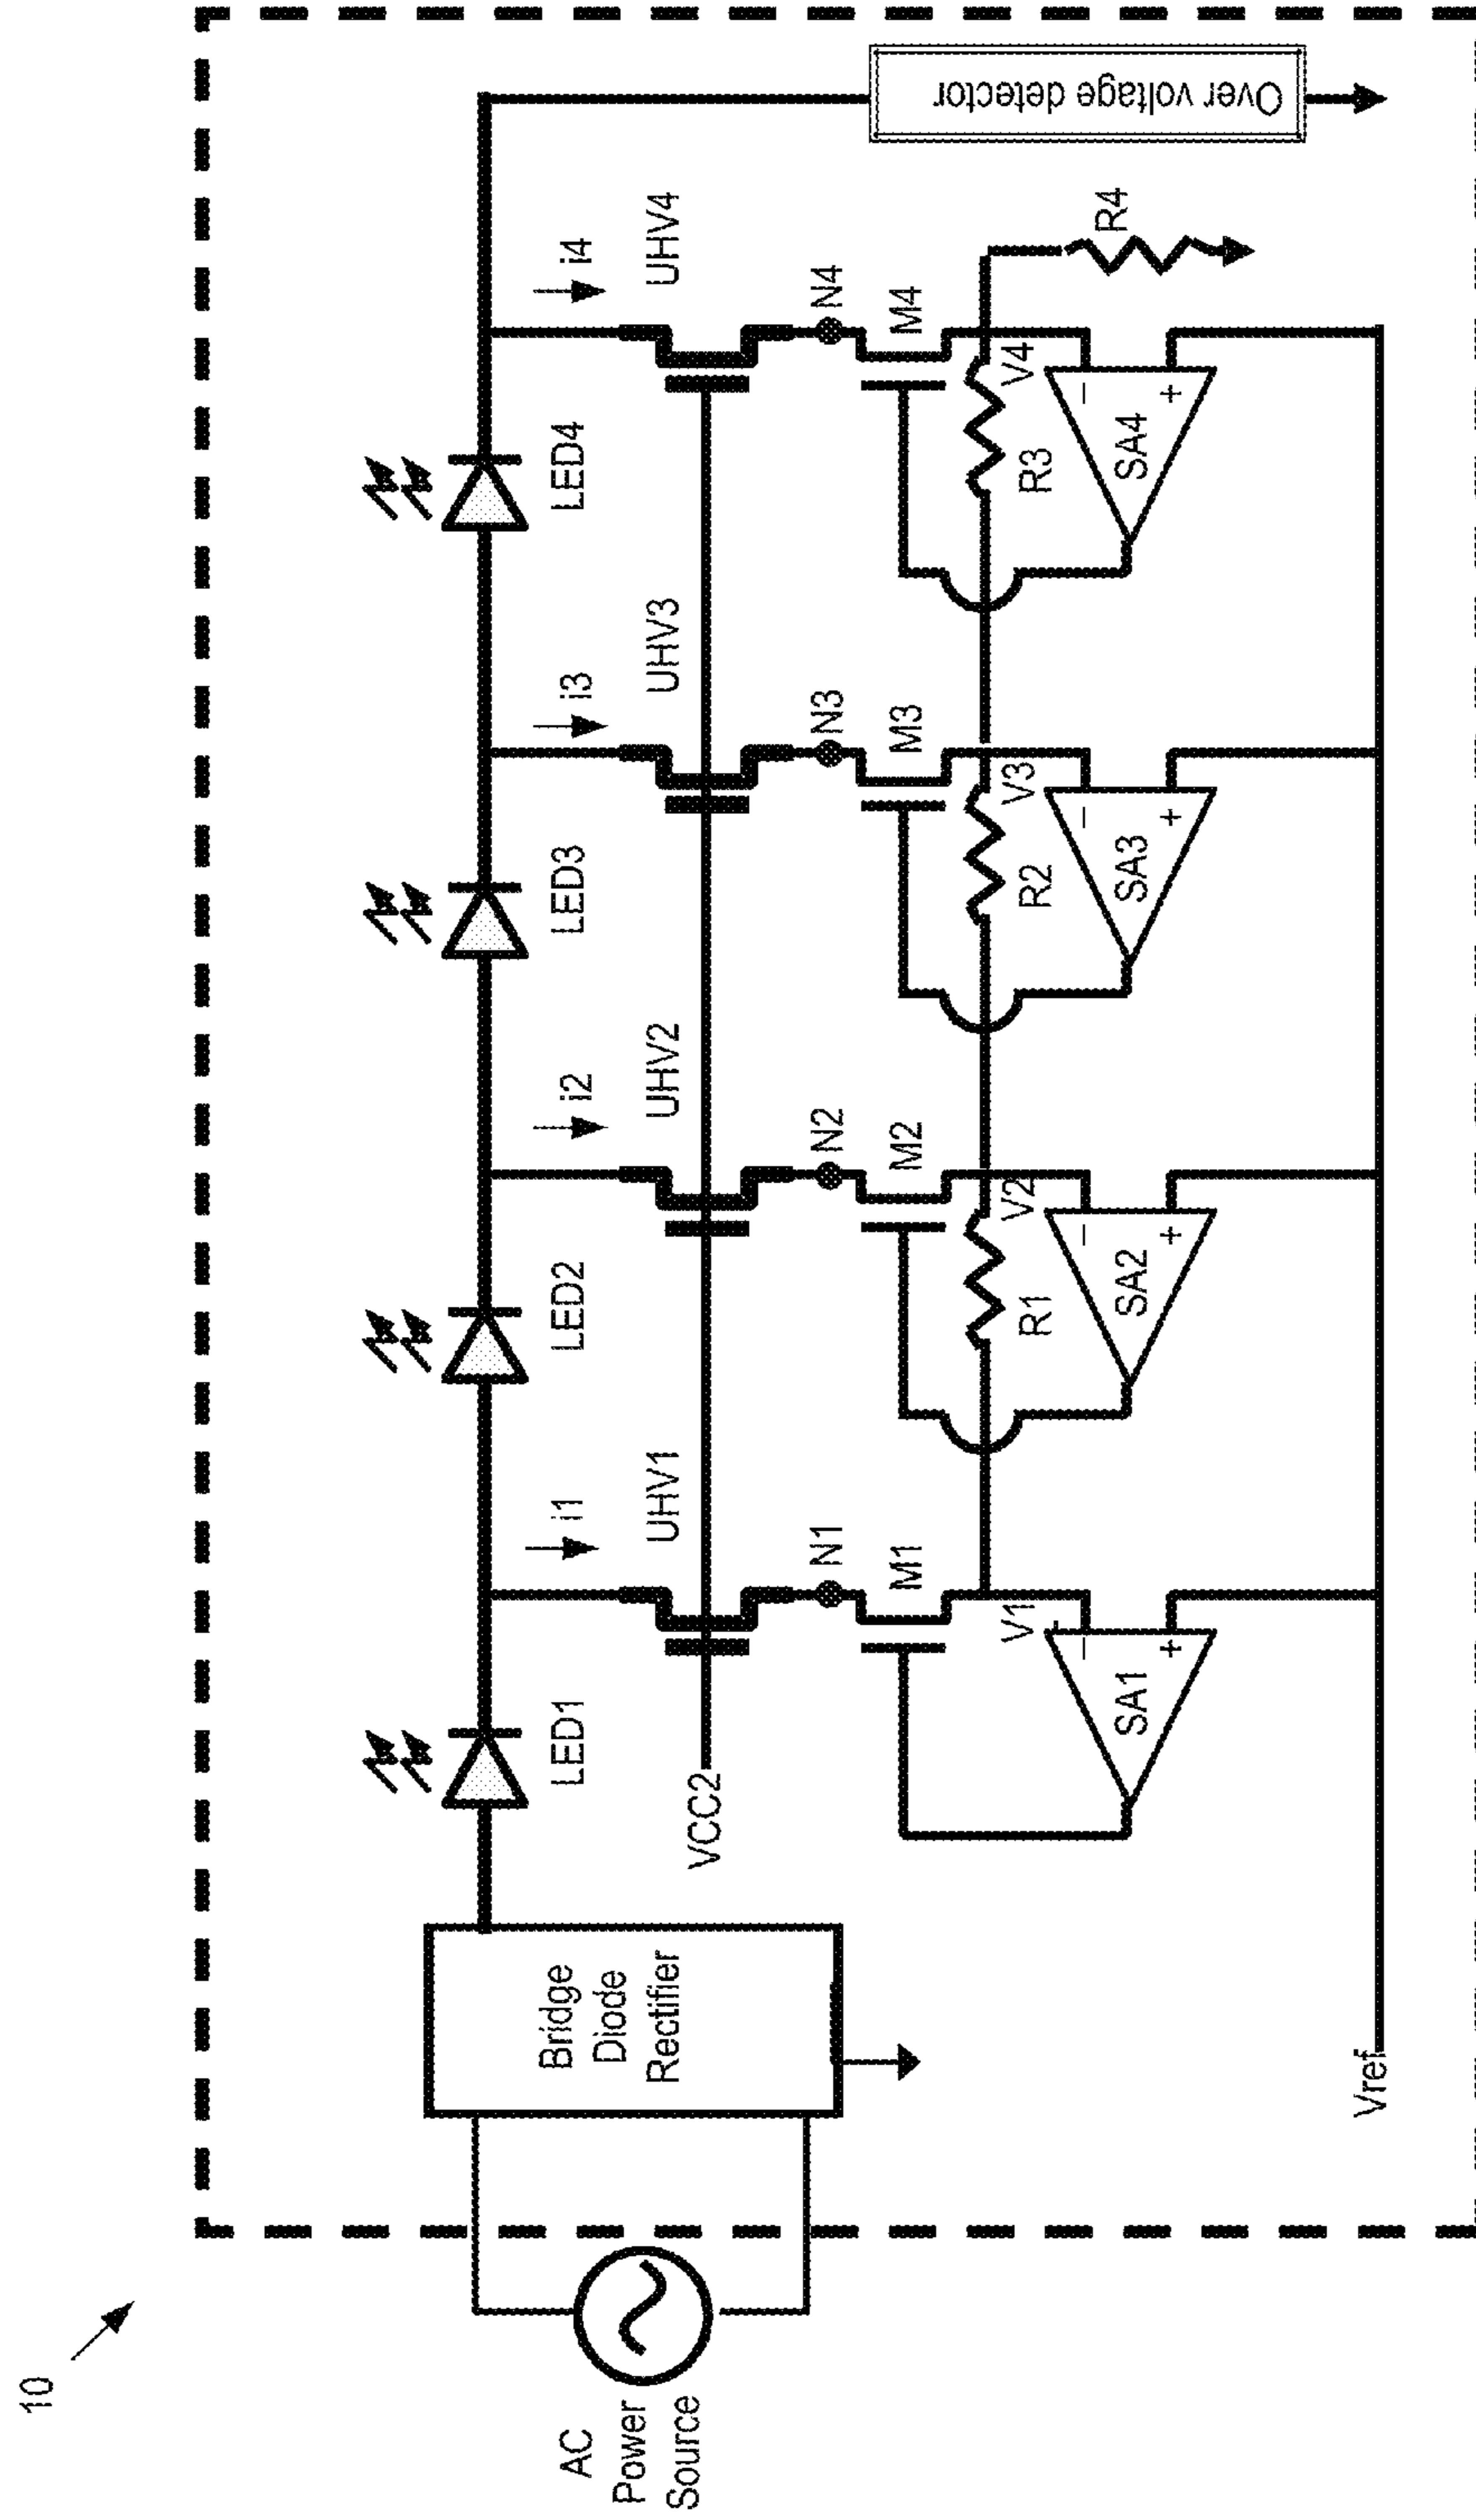 10
AC
Power
Source
Bridge
Diode
Rectifier
LED1
LED2
LED3
LED4
i1
i2
i3
i4
UHV1
UHV2
UHV3
UHV4
VCC2
N1
N2
N3
N4
M1
M2
M3
M4
V1
V2
V3
V4
R1
R2
R3
R4
−
−
−
−
SA1
SA2
SA3
SA4
+
+
+
+
Vref
Over voltage detector